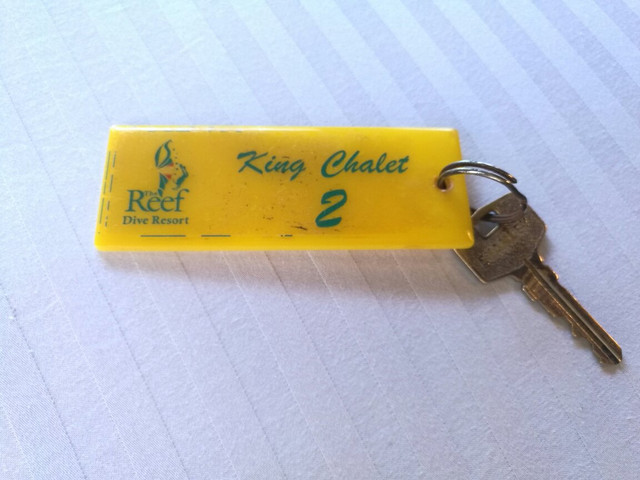 The
Reef
Dive Resort
King Chalet
2